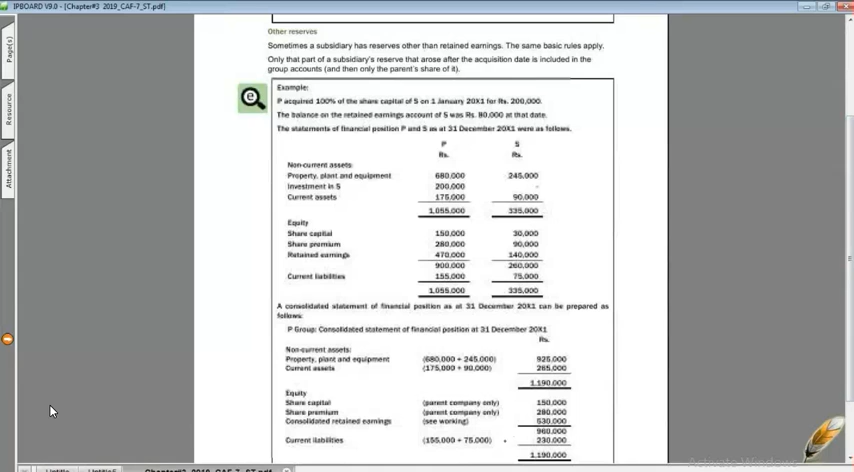 IPBOARD V9.0 - [Chapter#3 2019_CAF-7_ST.pdf]
Page(s)
Resource
Attachment
Other reserves
Sometimes a subsidiary has reserves other than retained earnings. The same basic rules apply.
Only that part of a subsidiary's reserve that arose after the acquisition date is included in the
group accounts (and then only the parent's share of it).
Example:
P acquired 100% of the share capital of S on 1 January 20X1 for Rs. 200,000.
The balance on the retained earnings account of S was Rs. 80,000 at that date.
The statements of financial position P and S as at 31 December 20X1 were as follows.
P S
Rs. Rs.
Non-current assets:
Property, plant and equipment 680,000 245,000
Investment in S 200,000 -
Current assets 175,000 90,000
1,055,000 335,000
Equity
Share capital 150,000 30,000
Share premium 280,000 90,000
Retained earnings 470,000 140,000
900,000 260,000
Current liabilities 155,000 75,000
1,055,000 335,000
A consolidated statement of financial position as at 31 December 20X1 can be prepared as
follows:
P Group: Consolidated statement of financial position at 31 December 20X1
Rs.
Non-current assets:
Property, plant and equipment (680,000 + 245,000) 925,000
Current assets (175,000 + 90,000) 265,000
1,190,000
Equity
Share capital (parent company only) 150,000
Share premium (parent company only) 280,000
Consolidated retained earnings (see working) 530,000
960,000
Current liabilities (155,000 + 75,000) 230,000
1,190,000
Activate Windows
Chapter#3 2019_CAF-7_ST.pdf